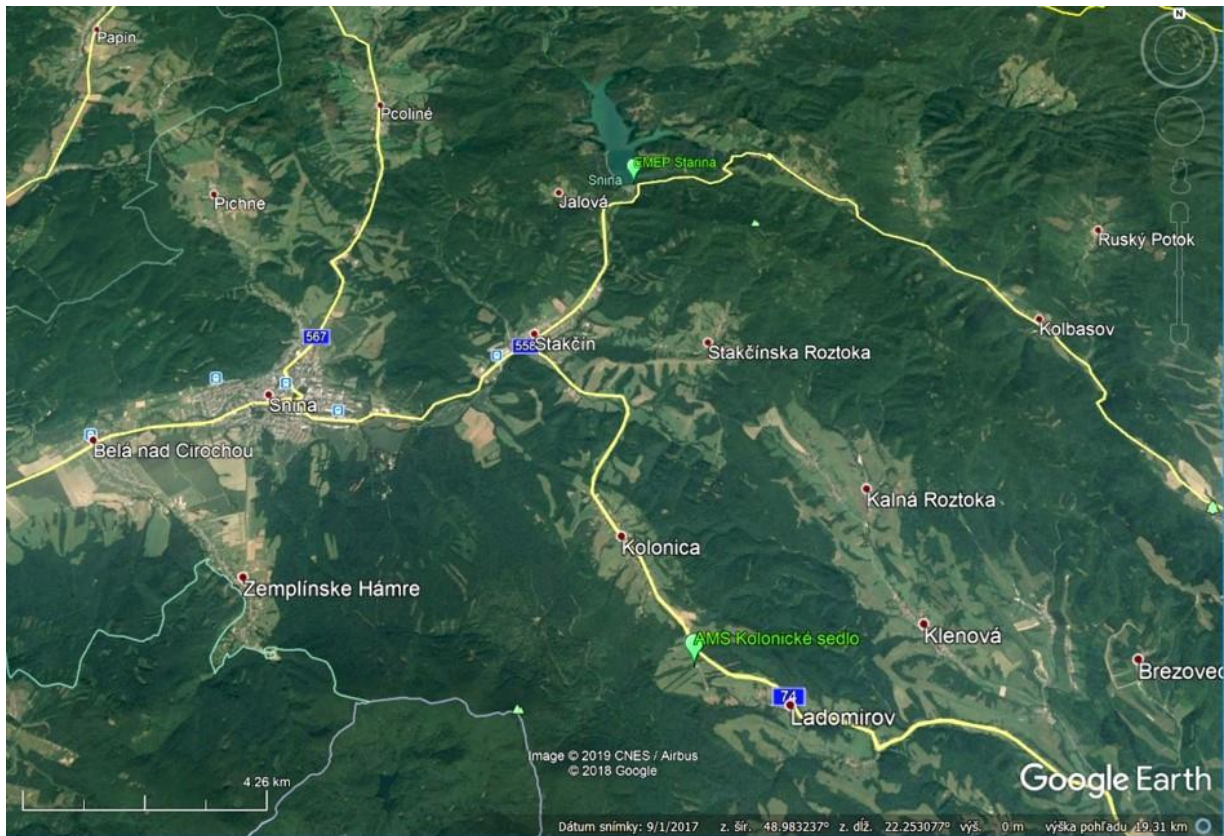 N
Papín
Pcoliné
EMEP Starina
Snina
Pichne
Jalová
Ruský Potok
567
Kolbasov
558
Stakčín
Stakčínska Roztoka
Snina
Belá nad Cirochou
Kalná Roztoka
Kolonica
Zemplínske Hámre
Klenová
AMS Kolonické sedlo
Brezovec
74
Ladomirov
Image © 2019 CNES / Airbus
© 2018 Google
4.26 km
Google Earth
Dátum snímky: 9/1/2017 z. šír. 48.983237° z. dĺž. 22.253077° výš. 0 m výška pohľadu 19.31 km